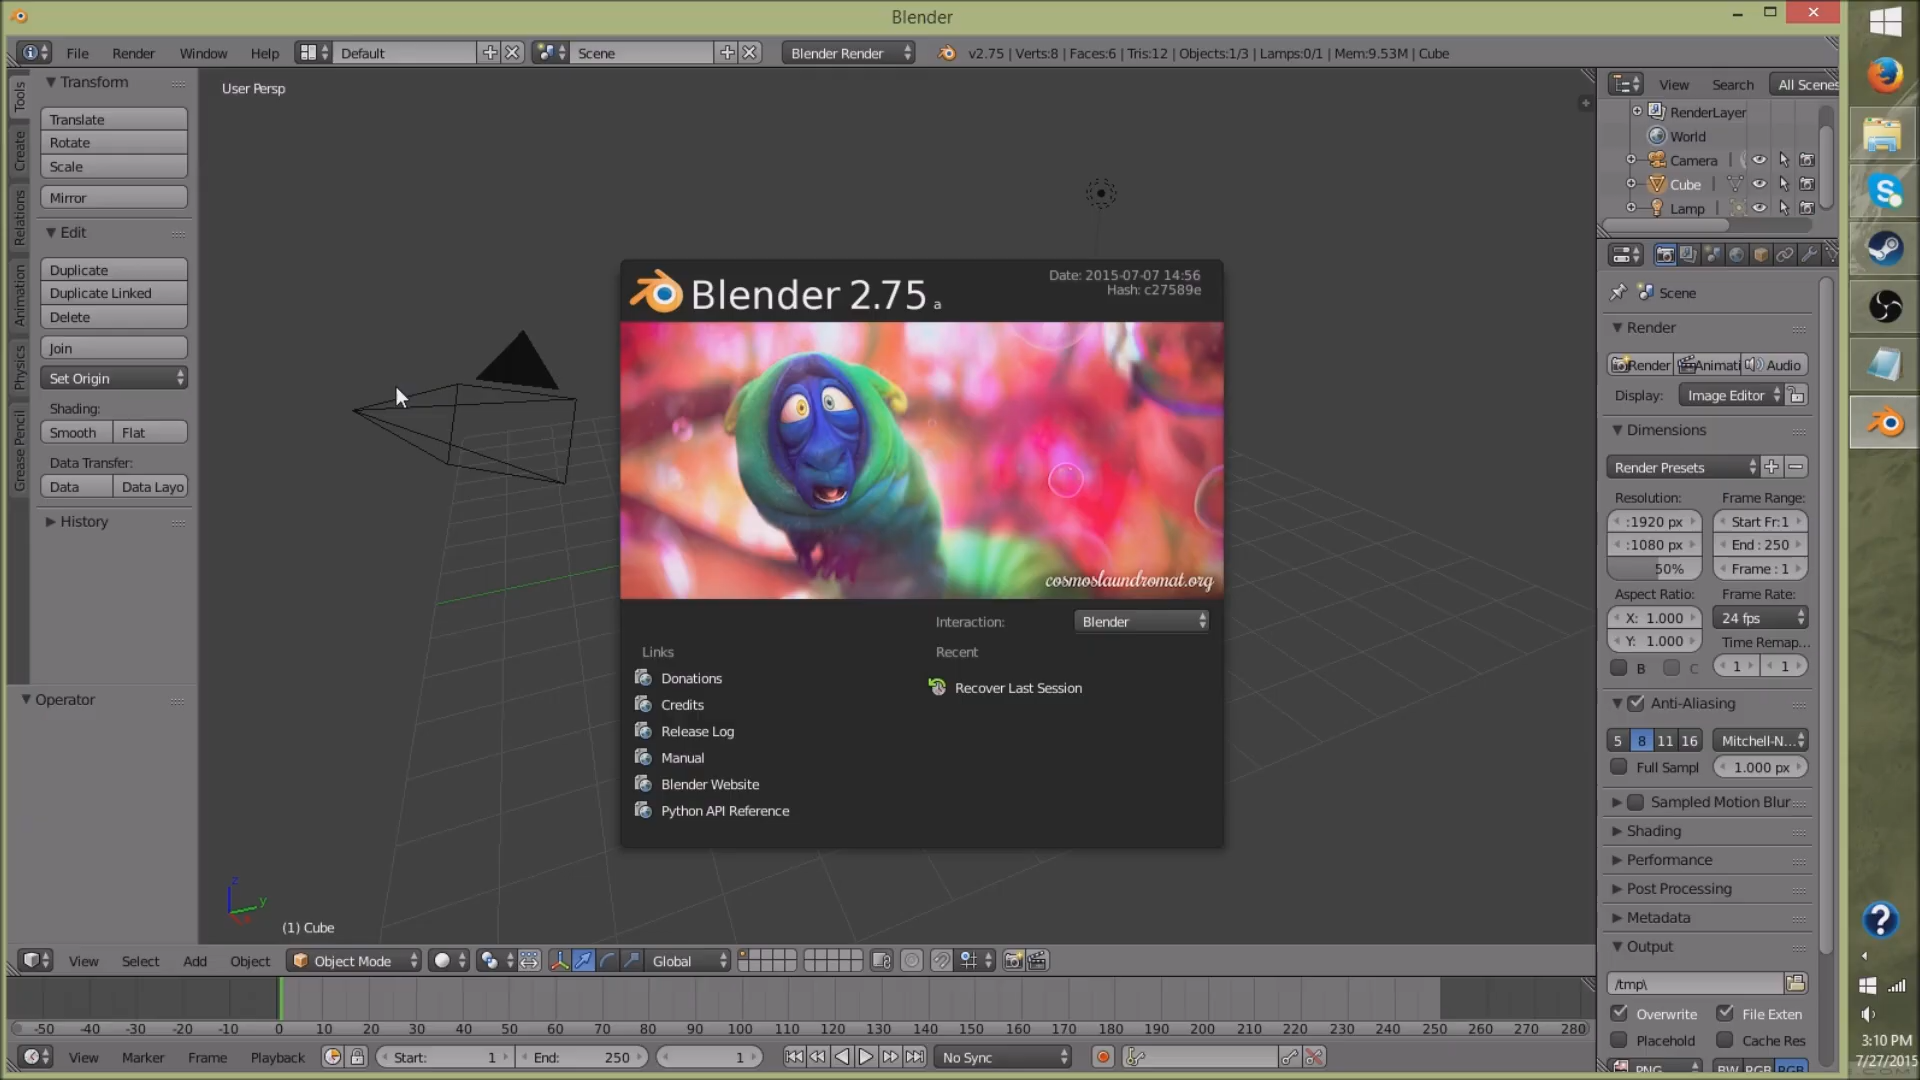 Blender
File Render Window Help Default Scene Blender Render v2.75 | Verts:8 | Faces:6 | Tris:12 | Objects:1/3 | Lamps:0/1 | Mem:9.53M | Cube
Tools
Create
Relations
Animation
Physics
Grease Pencil
Transform
Translate
Rotate
Scale
Mirror
Edit
Duplicate
Duplicate Linked
Delete
Join
Set Origin
Shading:
Smooth Flat
Data Transfer:
Data Data Layo
History
Operator
User Persp
Blender 2.75 a
Date: 2015-07-07 14:56
Hash: c27589e
cosmoslaundromat.org
Interaction: Blender
Links Recent
Donations
Recover Last Session
Credits
Release Log
Manual
Blender Website
Python API Reference
z
y
(1) Cube
View Search All Scenes
RenderLayer
World
Camera
Cube
Lamp
Scene
Render
Render Animati Audio
Display: Image Editor
Dimensions
Render Presets
Resolution: Frame Range:
:1920 px Start Fr:1
:1080 px End : 250
50% Frame : 1
Aspect Ratio: Frame Rate:
X: 1.000 24 fps
Y: 1.000 Time Remap...
B C 1 1
Anti-Aliasing
5 8 11 16 Mitchell-N...
Full Sampl 1.000 px
Sampled Motion Blur
Shading
Performance
Post Processing
Metadata
Output
/tmp\
Overwrite File Exten
Placehold Cache Res
PNG BW RGB RGB
View Select Add Object Object Mode Global
-50 -40 -30 -20 -10 0 10 20 30 40 50 60 70 80 90 100 110 120 130 140 150 160 170 180 190 200 210 220 230 240 250 260 270 280
View Marker Frame Playback Start: 1 End: 250 1 No Sync
3:10 PM
7/27/2015